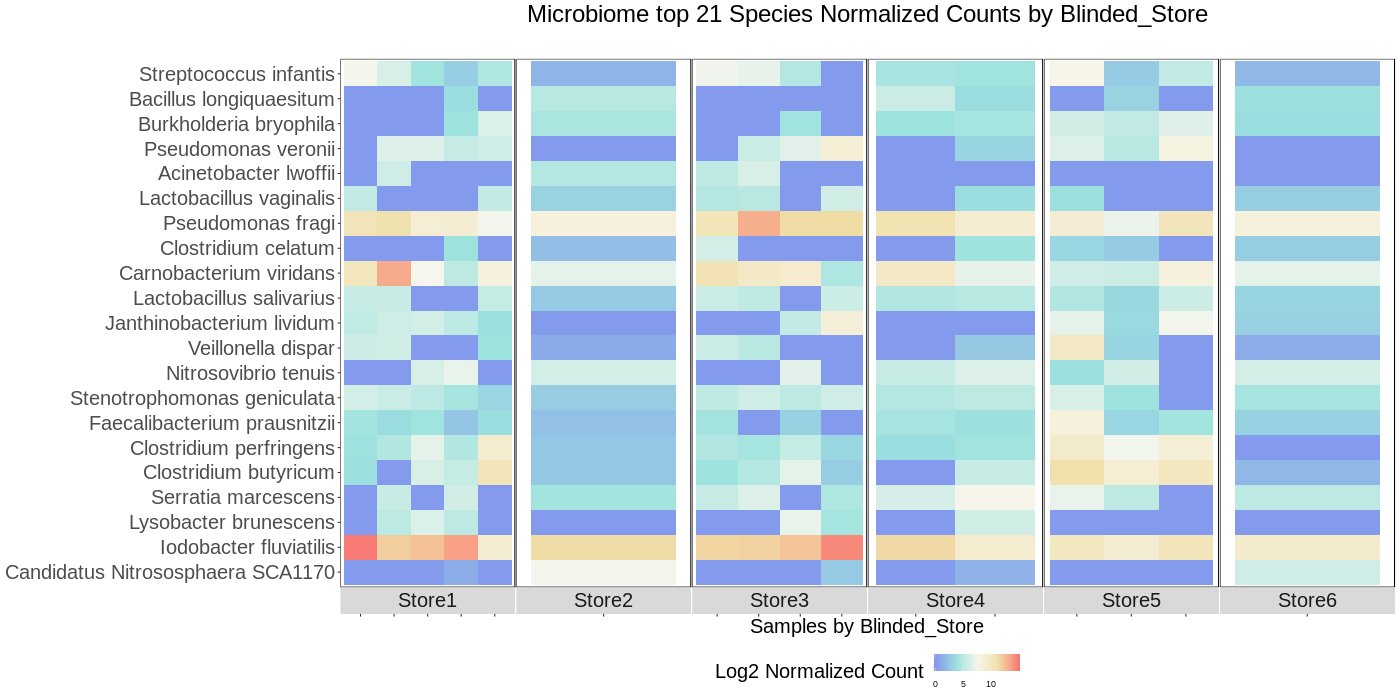 Microbiome top 21 Species Normalized Counts by Blinded_Store
Streptococcus infantis
Bacillus longiquaesitum
Burkholderia bryophila
Pseudomonas veronii
Acinetobacter lwoffii
Lactobacillus vaginalis
Pseudomonas fragi
Clostridium celatum
Carnobacterium viridans
Lactobacillus salivarius
Janthinobacterium lividum
Veillonella dispar
Nitrosovibrio tenuis
Stenotrophomonas geniculata
Faecalibacterium prausnitzii
Clostridium perfringens
Clostridium butyricum
Serratia marcescens
Lysobacter brunescens
Iodobacter fluviatilis
Candidatus Nitrososphaera SCA1170
Store1 Store2 Store3 Store4 Store5 Store6
Samples by Blinded_Store
Log2 Normalized Count
0 5 10